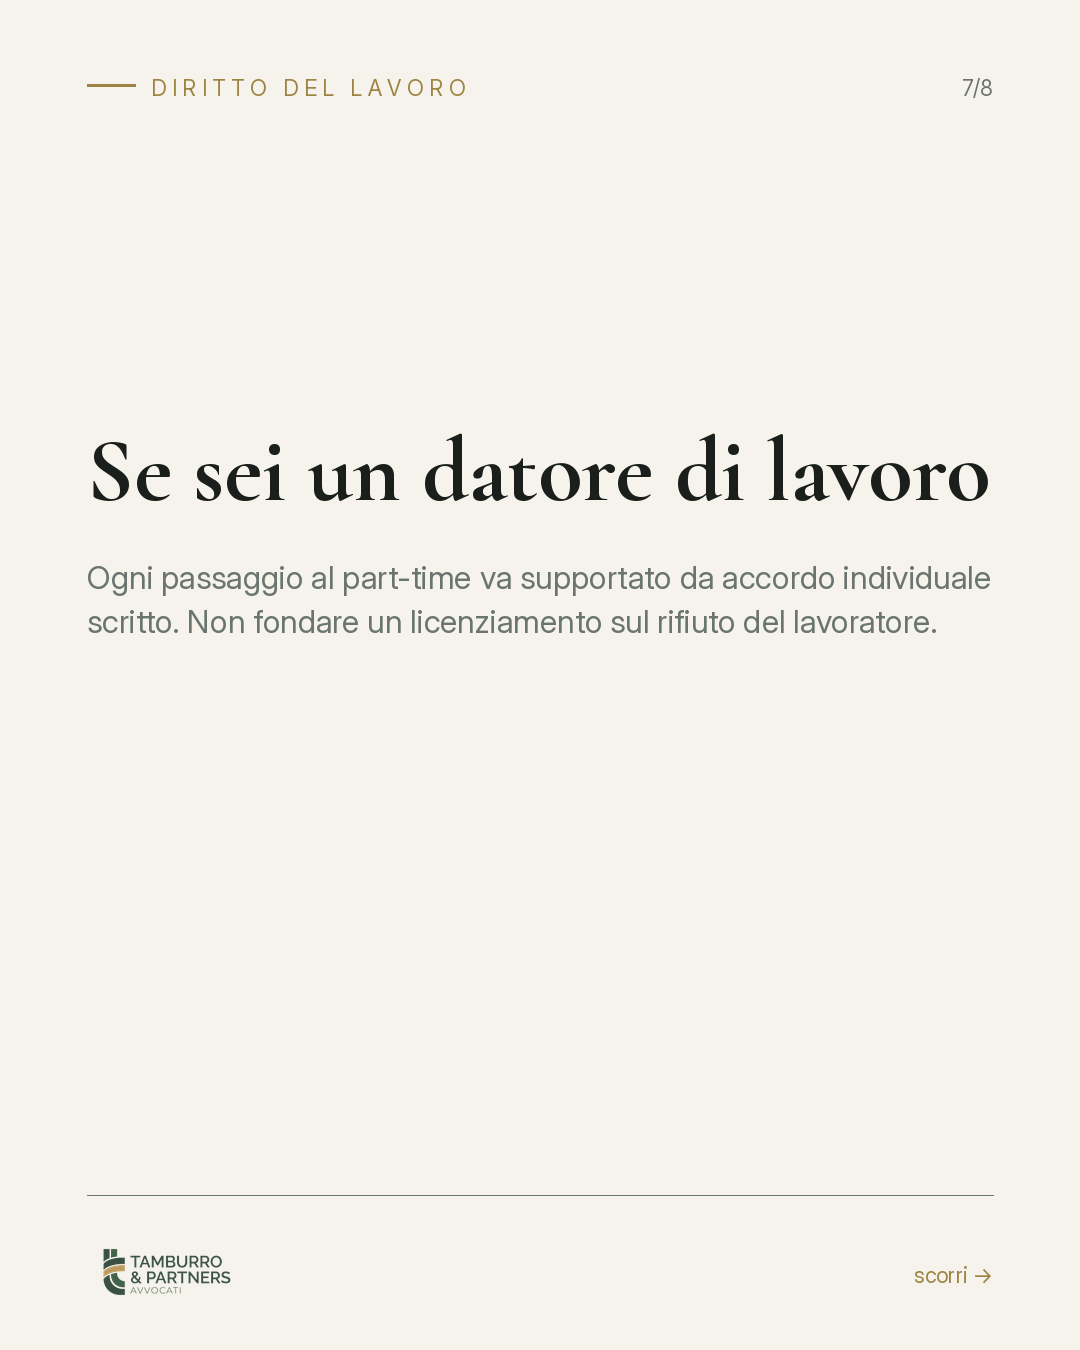 DIRITTO DEL LAVORO
7/8
Se sei un datore di lavoro
Ogni passaggio al part-time va supportato da accordo individuale
scritto. Non fondare un licenziamento sul rifiuto del lavoratore.
TAMBURRO
& PARTNERS
AVVOCATI
scorri →